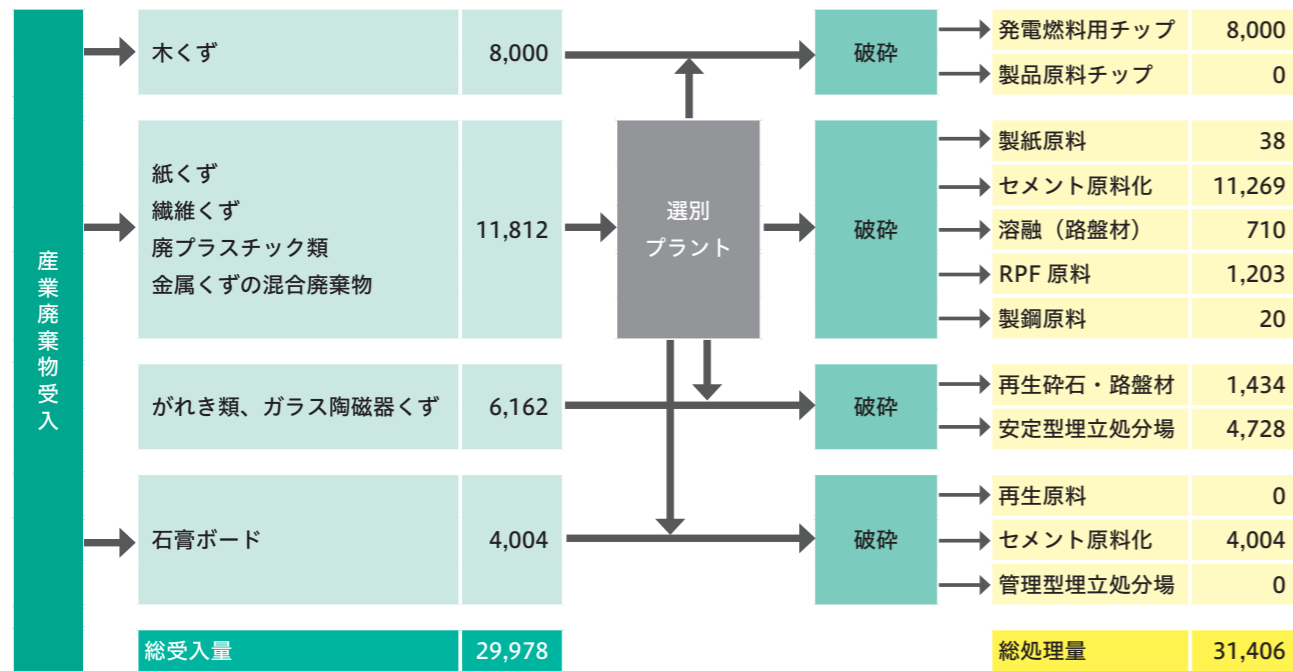 産業廃棄物受入
木くず 8,000
破砕
発電燃料用チップ 8,000
製品原料チップ 0
紙くず
繊維くず
廃プラスチック類
金属くずの混合廃棄物
11,812
選別
プラント
破砕
製紙原料 38
セメント原料化 11,269
溶融（路盤材） 710
RPF 原料 1,203
製鋼原料 20
がれき類、ガラス陶磁器くず 6,162
破砕
再生砕石・路盤材 1,434
安定型埋立処分場 4,728
石膏ボード 4,004
破砕
再生原料 0
セメント原料化 4,004
管理型埋立処分場 0
総受入量 29,978
総処理量 31,406